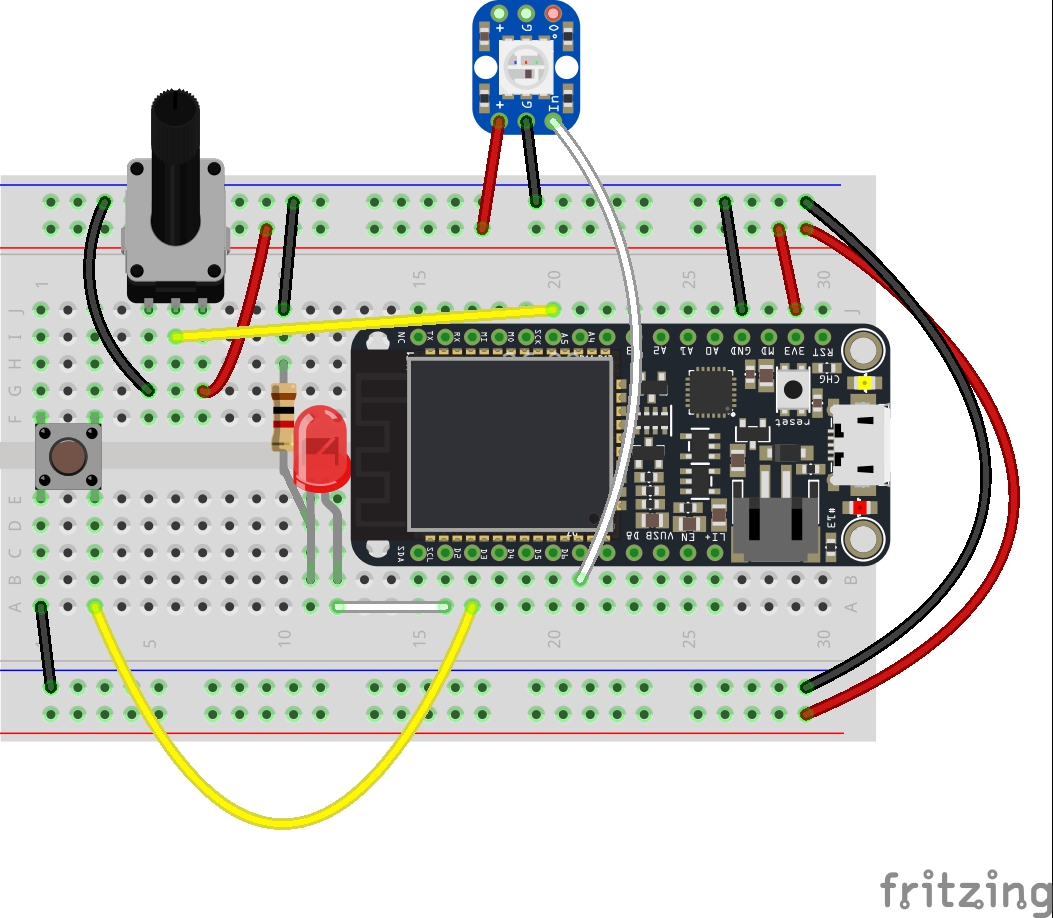 + G °0
+ G In
1 15 20 25 30
J J
I
H
G
F
NC TX RX MI MO SCK A5 A4 A2 A1 A0 GND MD 3V3 RST
CHG
reset
E
D
C
B B
A A
#13
SDA SCL D2 D3 D4 D5 D6 D8 VUSB EN LI+
5 10 15 20 25 30
fritzing